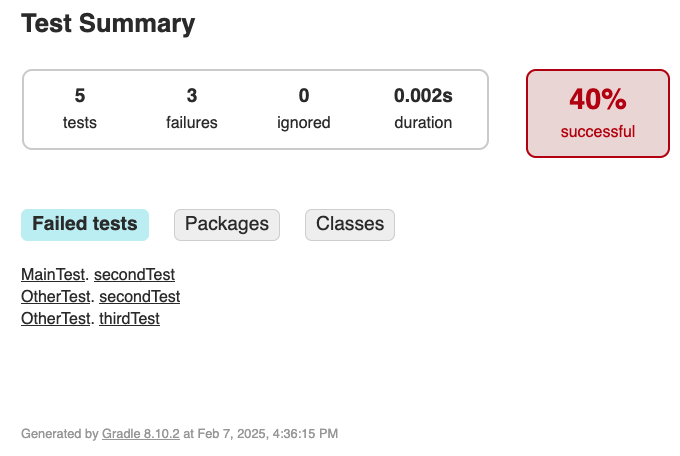 Test Summary
5 3 0 0.002s
tests failures ignored duration
40%
successful
Failed tests Packages Classes
MainTest. secondTest
OtherTest. secondTest
OtherTest. thirdTest
Generated by Gradle 8.10.2 at Feb 7, 2025, 4:36:15 PM